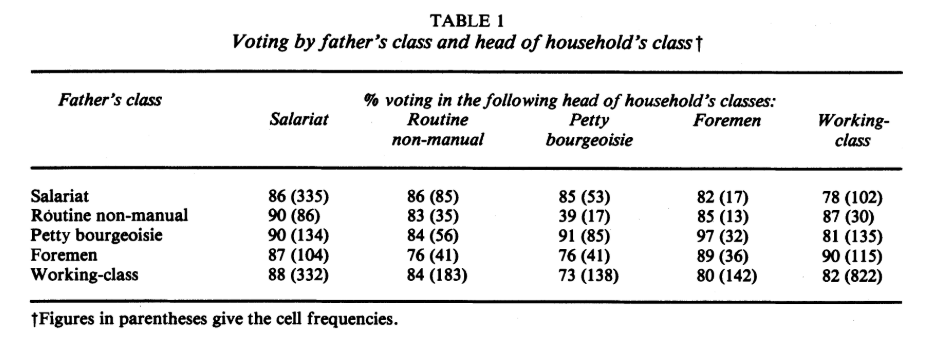 TABLE 1
Voting by father's class and head of household's class†
Father's class % voting in the following head of household's classes:
Salariat Routine Petty Foremen Working-
non-manual bourgeoisie class
Salariat 86 (335) 86 (85) 85 (53) 82 (17) 78 (102)
Routine non-manual 90 (86) 83 (35) 39 (17) 85 (13) 87 (30)
Petty bourgeoisie 90 (134) 84 (56) 91 (85) 97 (32) 81 (135)
Foremen 87 (104) 76 (41) 76 (41) 89 (36) 90 (115)
Working-class 88 (332) 84 (183) 73 (138) 80 (142) 82 (822)
†Figures in parentheses give the cell frequencies.